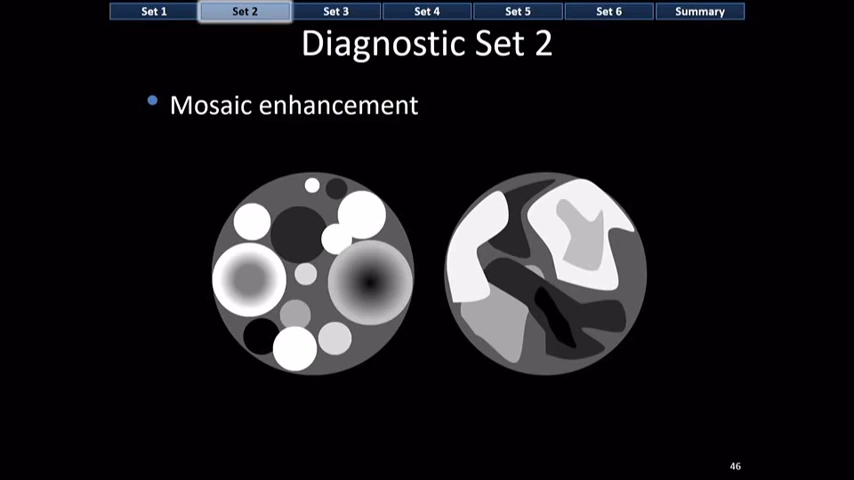 Set 1 Set 2 Set 3 Set 4 Set 5 Set 6 Summary
Diagnostic Set 2
• Mosaic enhancement
46